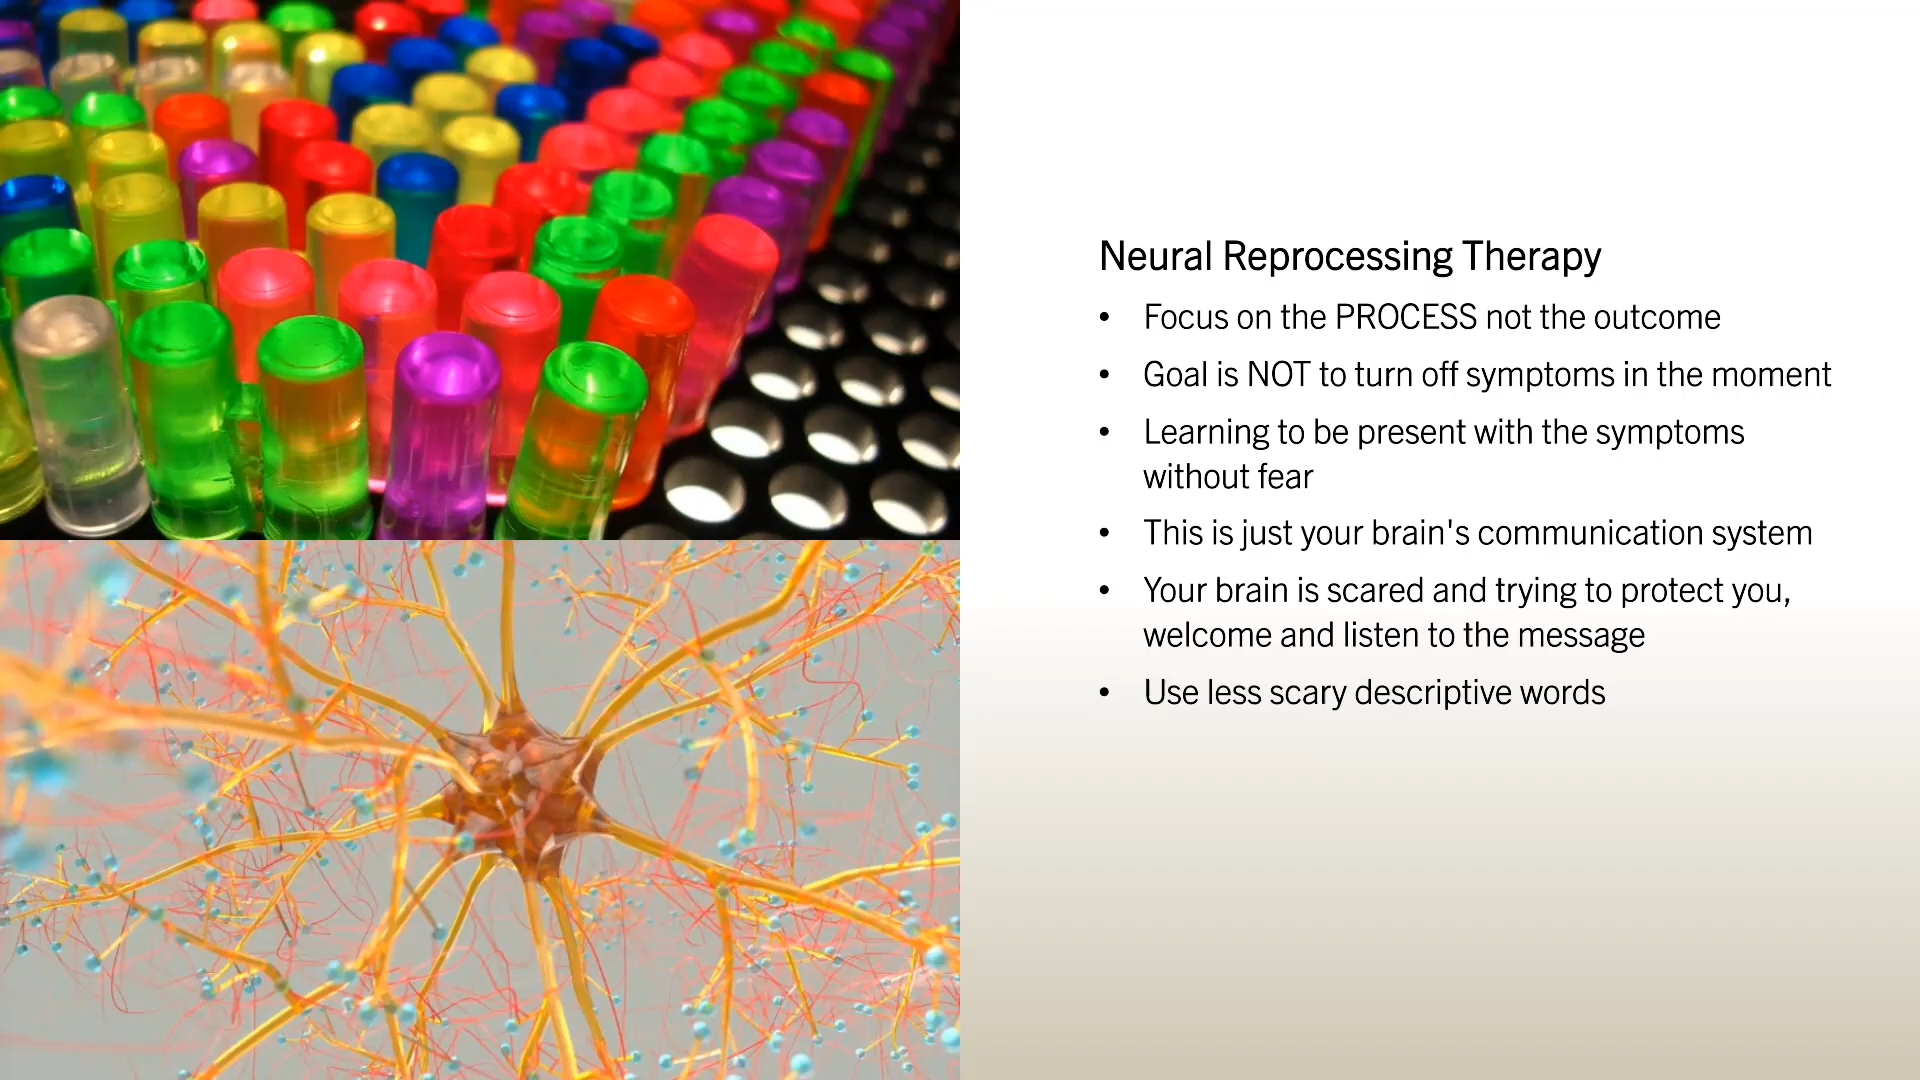 Neural Reprocessing Therapy
• Focus on the PROCESS not the outcome
• Goal is NOT to turn off symptoms in the moment
• Learning to be present with the symptoms
without fear
• This is just your brain's communication system
• Your brain is scared and trying to protect you,
welcome and listen to the message
• Use less scary descriptive words